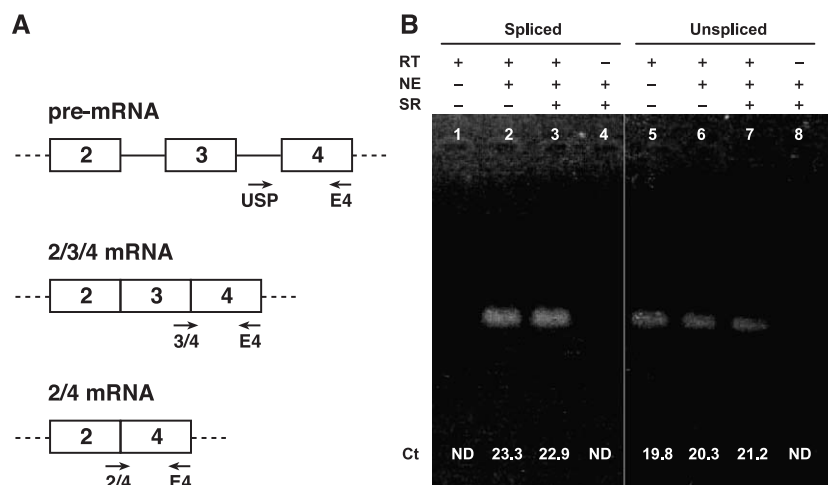 A
pre-mRNA
2 3 4
USP E4
2/3/4 mRNA
2 3 4
3/4 E4
2/4 mRNA
2 4
2/4 E4
B
Spliced Unspliced
RT + + + – + + + –
NE – + + + – + + +
SR – – + + – – + +
1 2 3 4 5 6 7 8
Ct ND 23.3 22.9 ND 19.8 20.3 21.2 ND